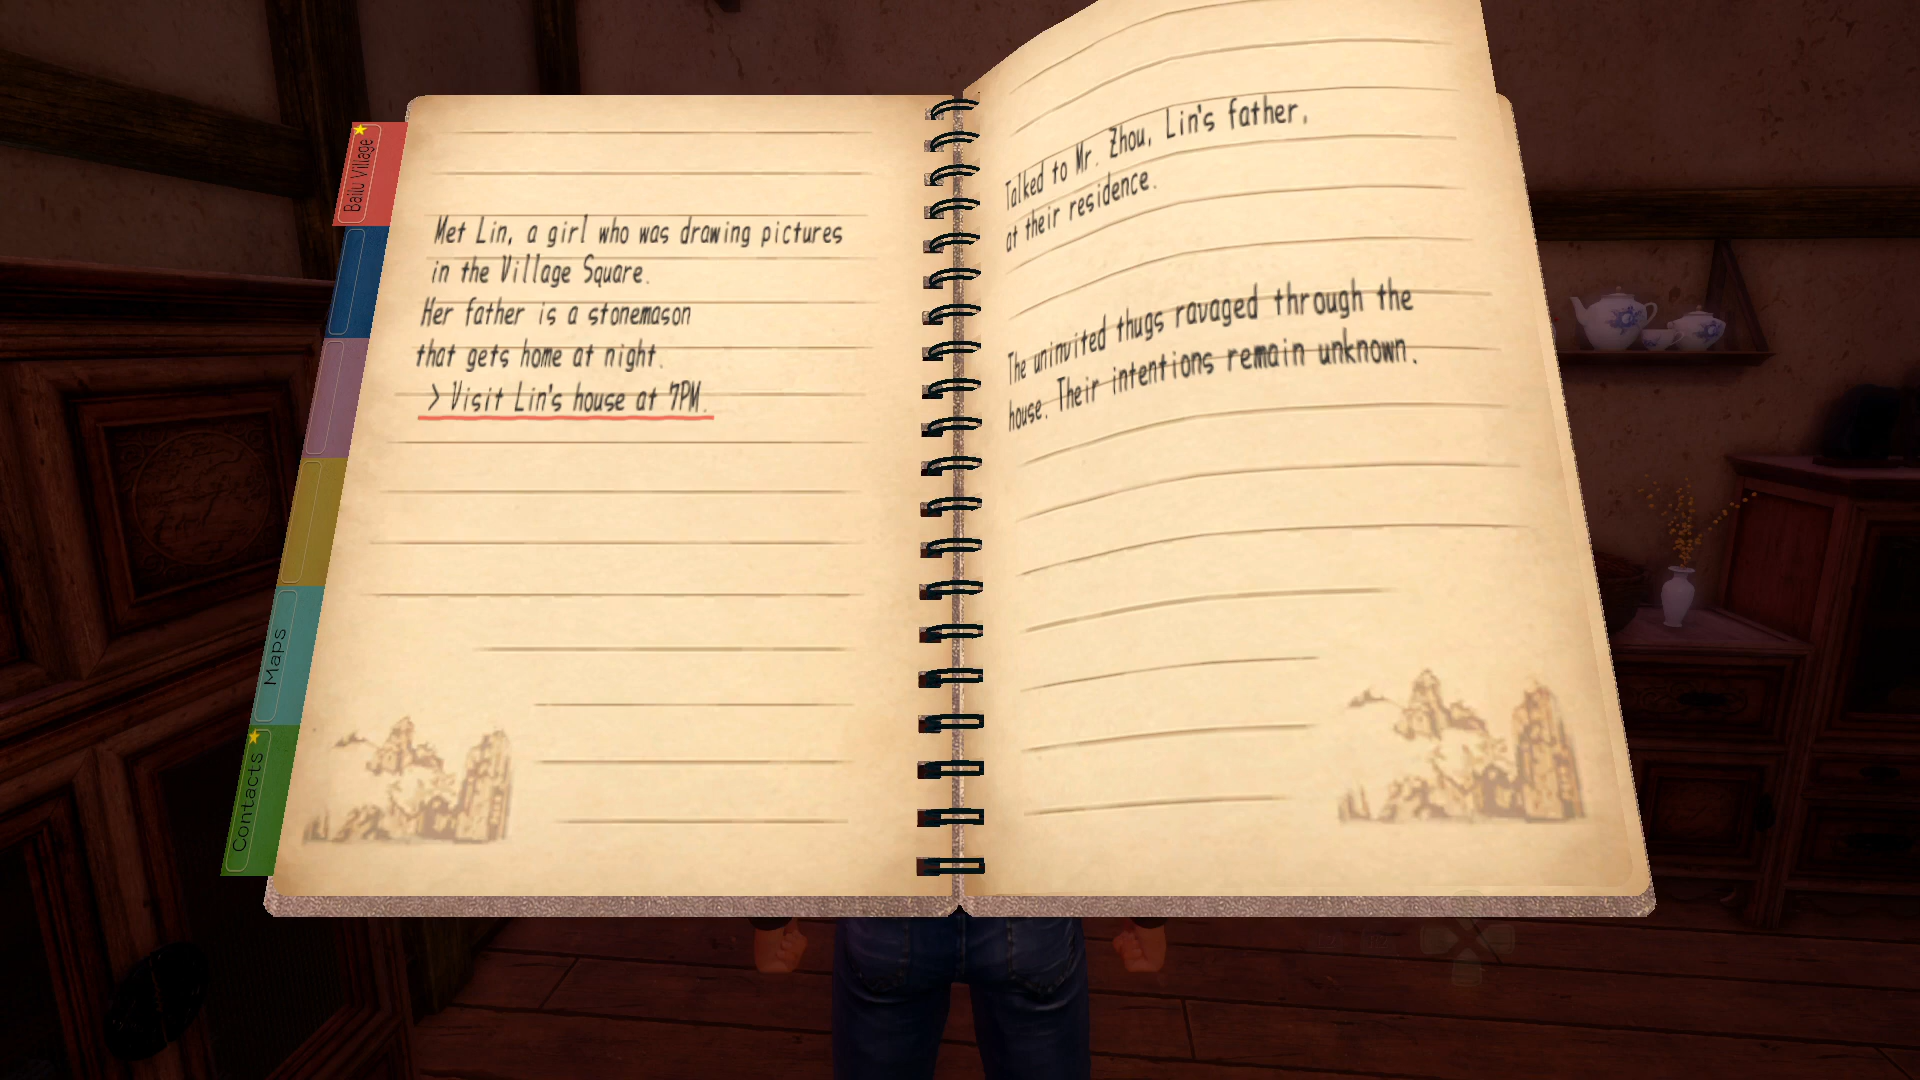 Bailu Village
Maps
Contacts
Met Lin, a girl who was drawing pictures
in the Village Square.
Her father is a stonemason
that gets home at night.
> Visit Lin's house at 7PM.
Talked to Mr. Zhou, Lin's father,
at their residence.
The uninvited thugs ravaged through the
house. Their intentions remain unknown.